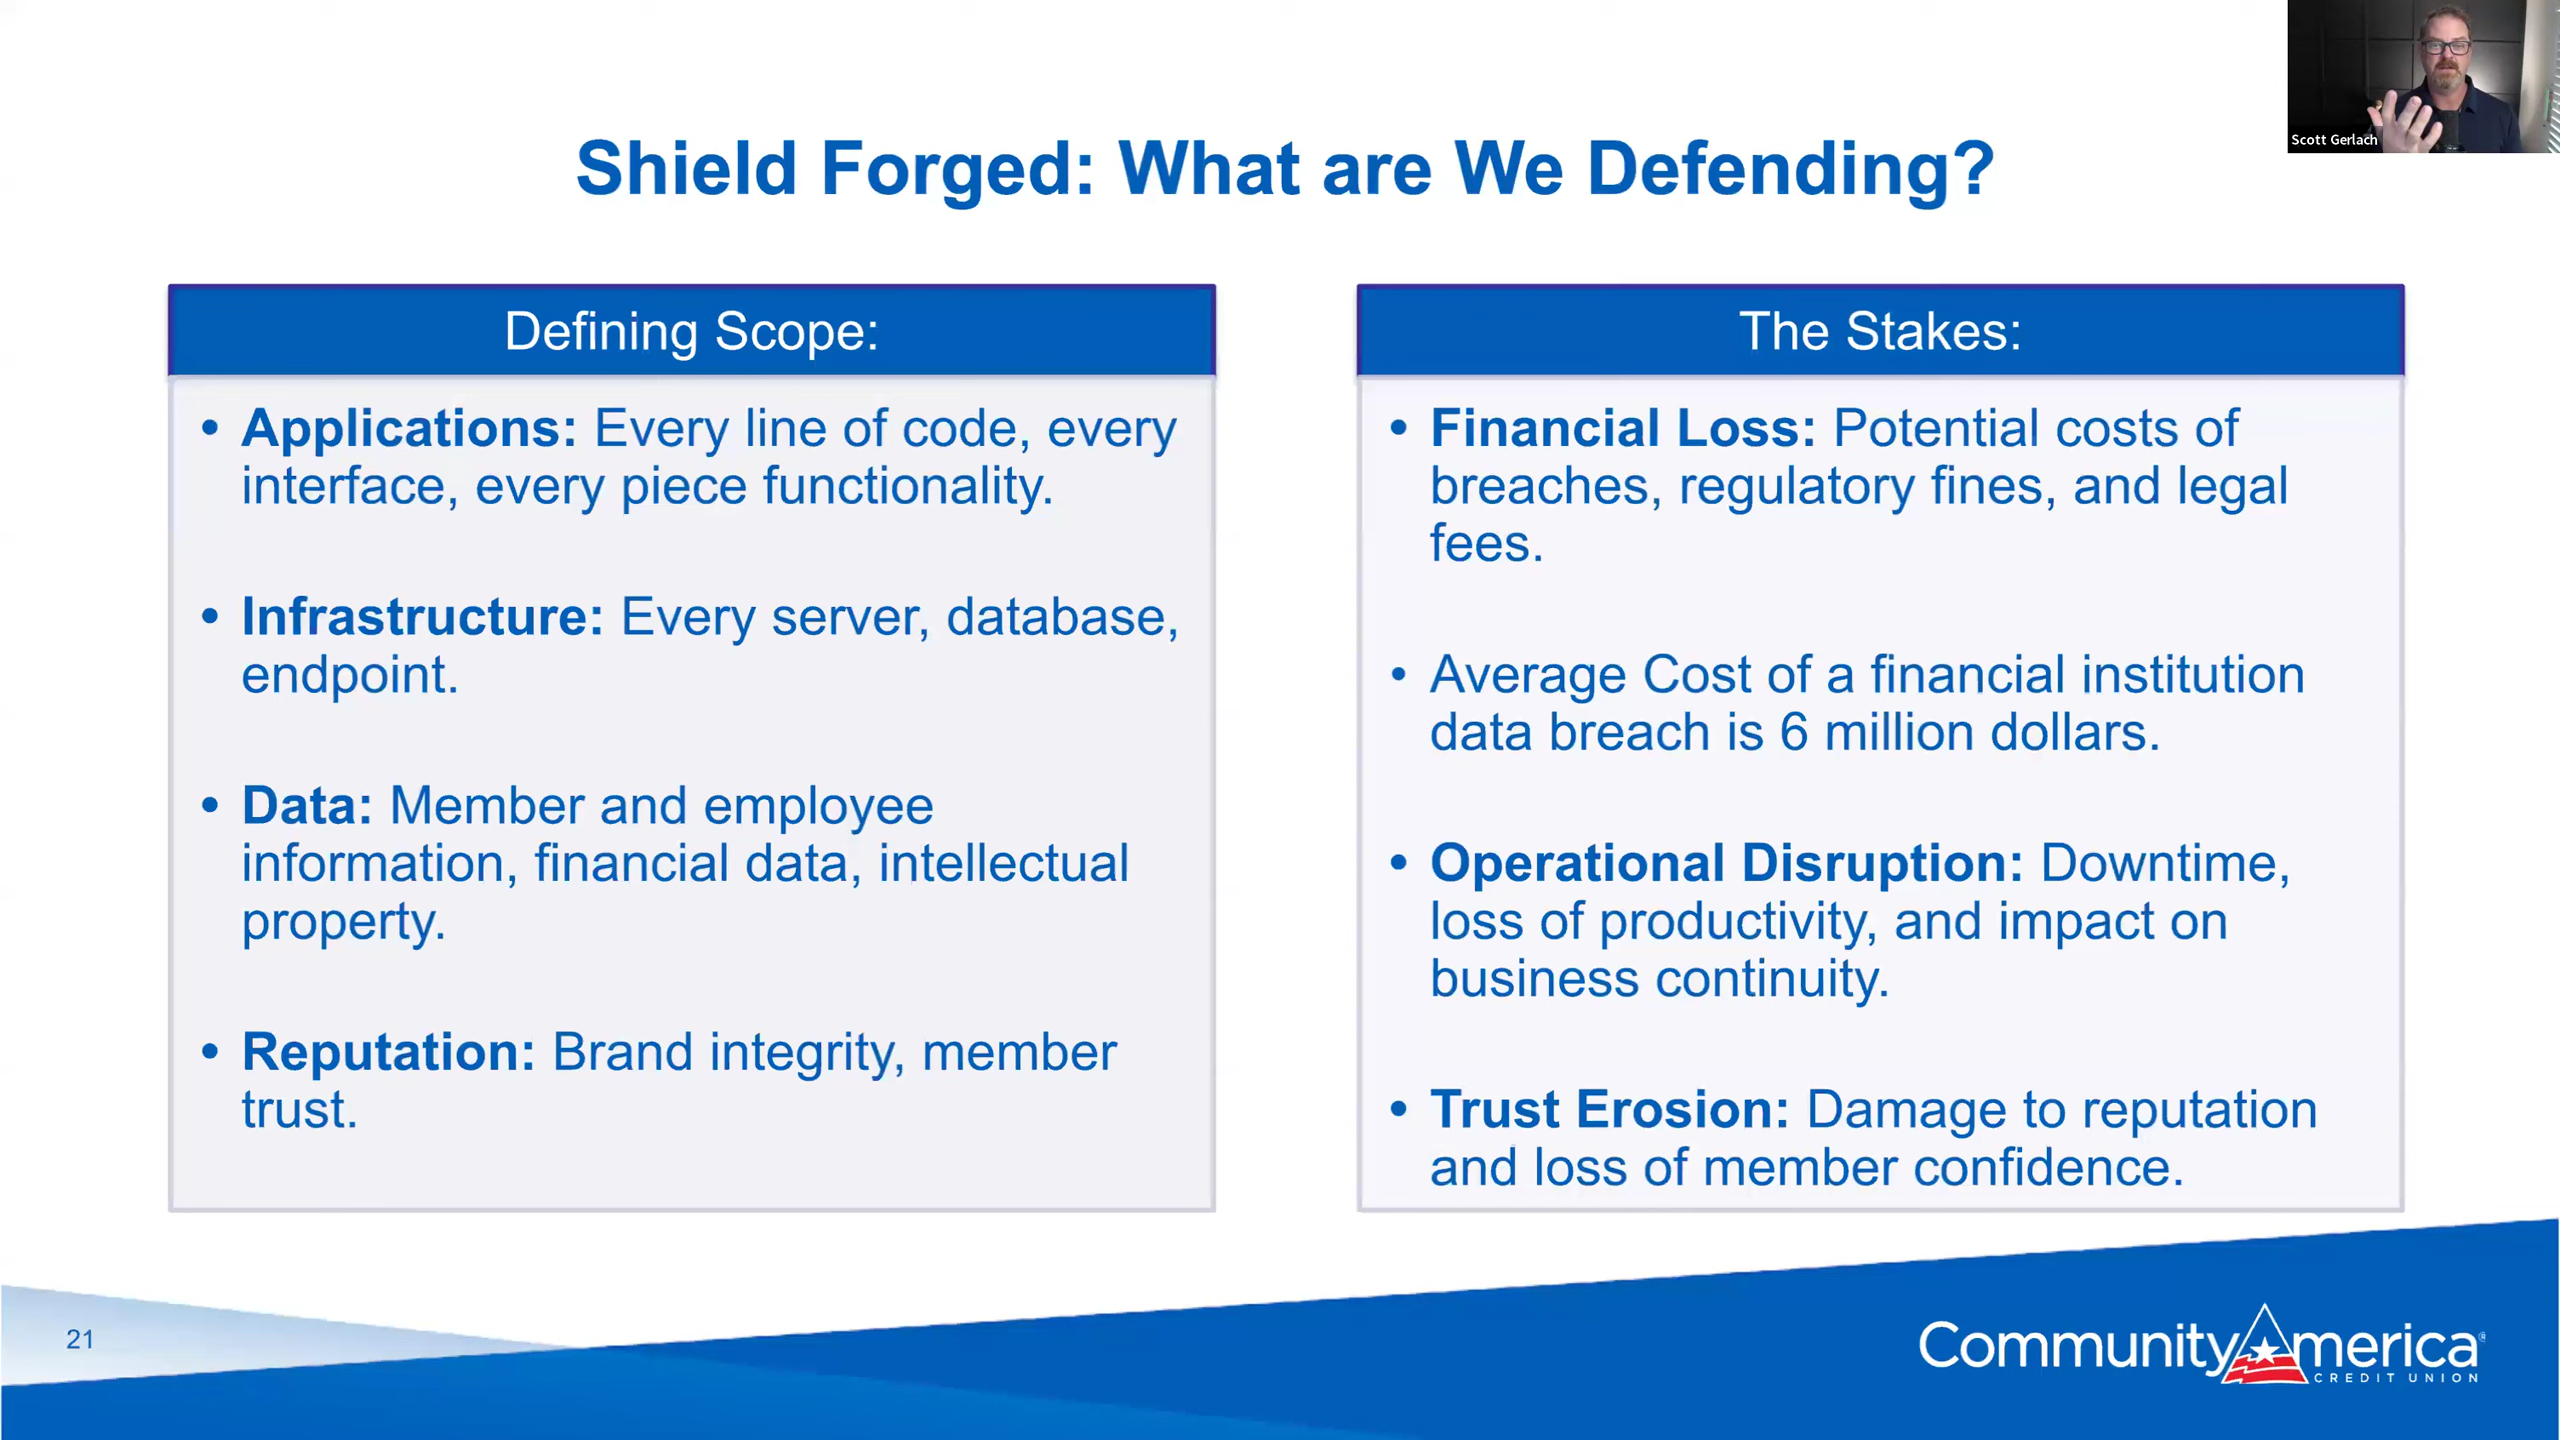 Scott Gerlach
Shield Forged: What are We Defending?
Defining Scope:
• Applications: Every line of code, every
interface, every piece functionality.
• Infrastructure: Every server, database,
endpoint.
• Data: Member and employee
information, financial data, intellectual
property.
• Reputation: Brand integrity, member
trust.
The Stakes:
• Financial Loss: Potential costs of
breaches, regulatory fines, and legal
fees.
• Average Cost of a financial institution
data breach is 6 million dollars.
• Operational Disruption: Downtime,
loss of productivity, and impact on
business continuity.
• Trust Erosion: Damage to reputation
and loss of member confidence.
21
CommunityAmerica®
CREDIT UNION